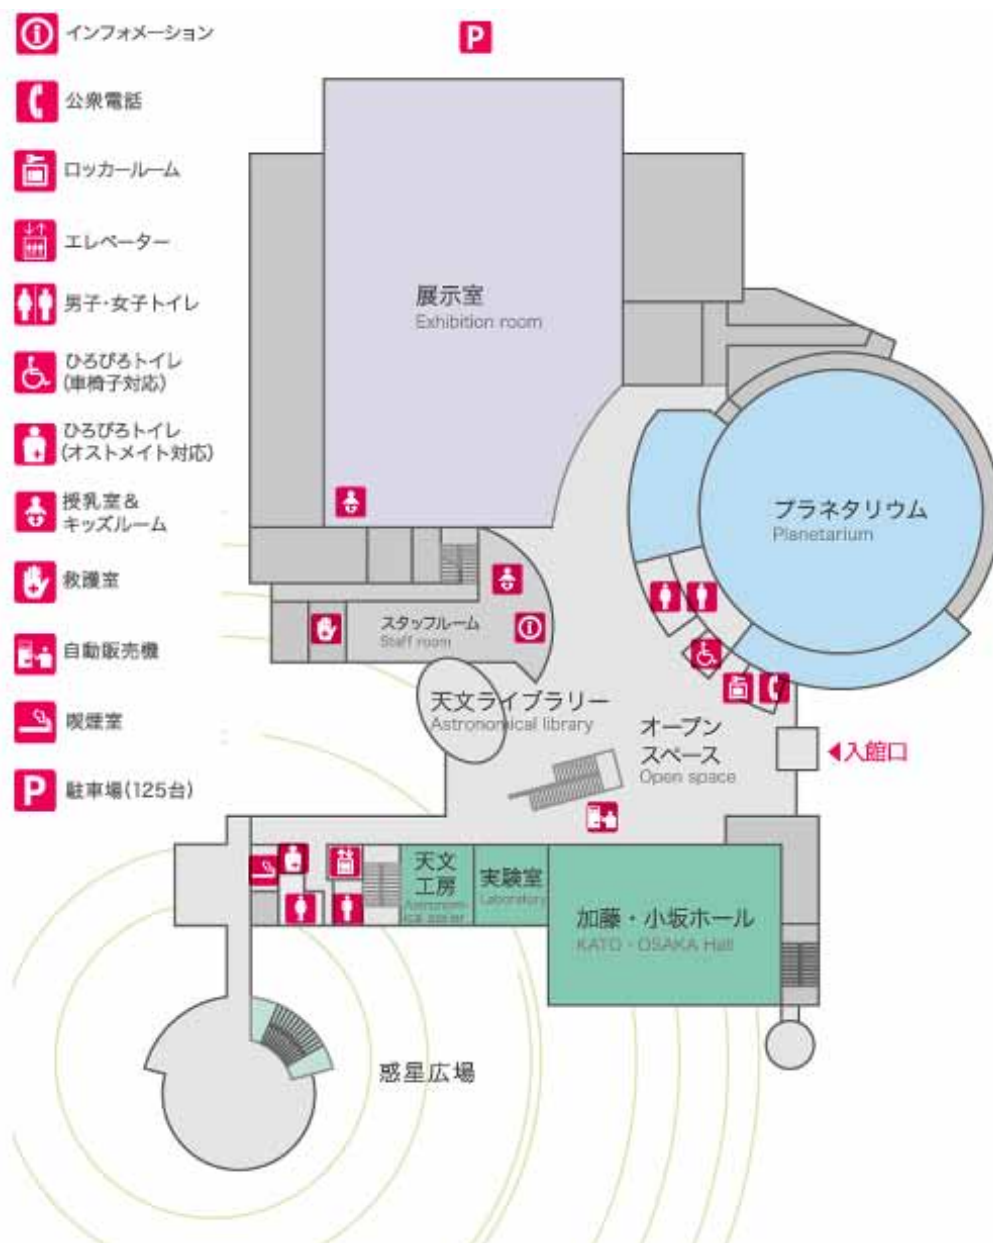 インフォメーション
P
公衆電話
ロッカールーム
エレベーター
男子・女子トイレ
ひろびろトイレ
(車椅子対応)
ひろびろトイレ
(オストメイト対応)
授乳室&
キッズルーム
救護室
自動販売機
喫煙室
P
駐車場(125台)
展示室
Exhibition room
プラネタリウム
Planetarium
スタッフルーム
Staff room
天文ライブラリー
Astronomical library
オープン
スペース
Open space
入館口
天文
工房
Astronom-
ical atelier
実験室
Laboratory
加藤・小坂ホール
KATO・OSAKA Hall
惑星広場